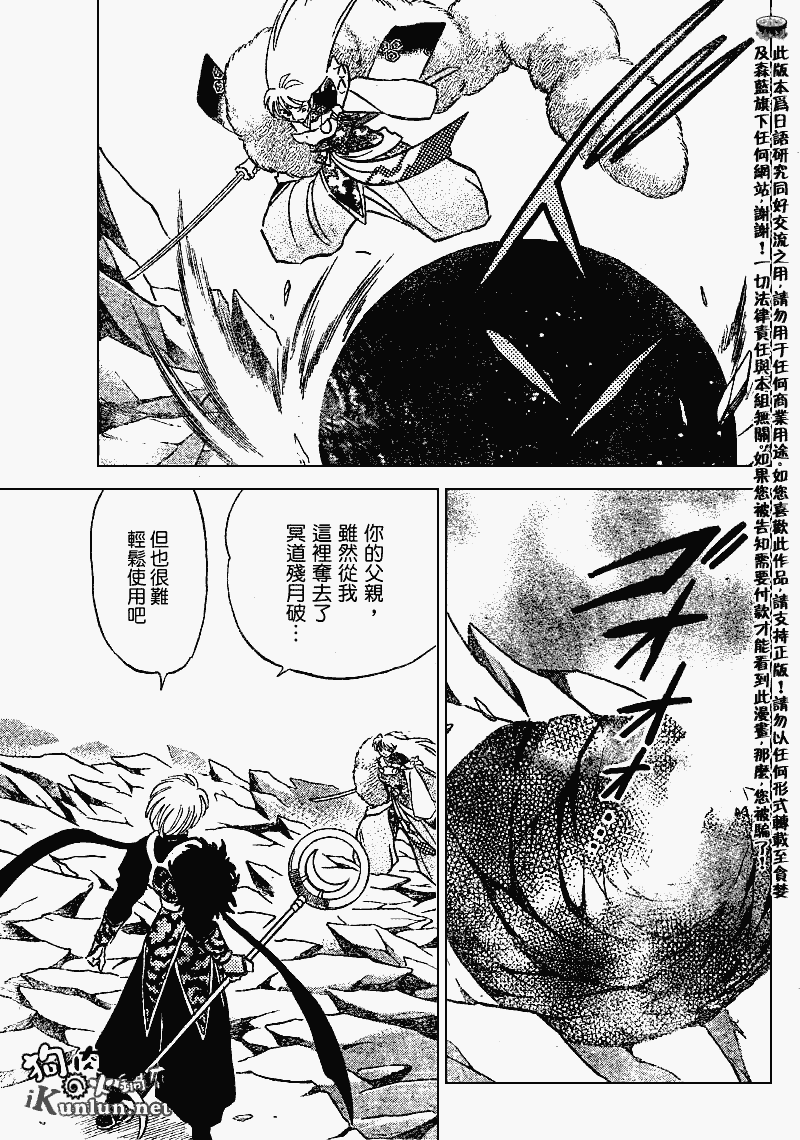 此版本爲日語研究同好交流之用，請勿用于任何商業用途。如您喜歡此作品，請支持正版！請勿以任何形式轉載至貪婪
及森藍旗下任何網站，謝謝！一切法律責任與本組無關。如果您被告知需要付款才能看到此漫畫，那麼，您被騙了！
你的父親，
雖然從我
這裡奪去了
冥道殘月破…
但也很難
輕鬆使用吧
iKunlun.net